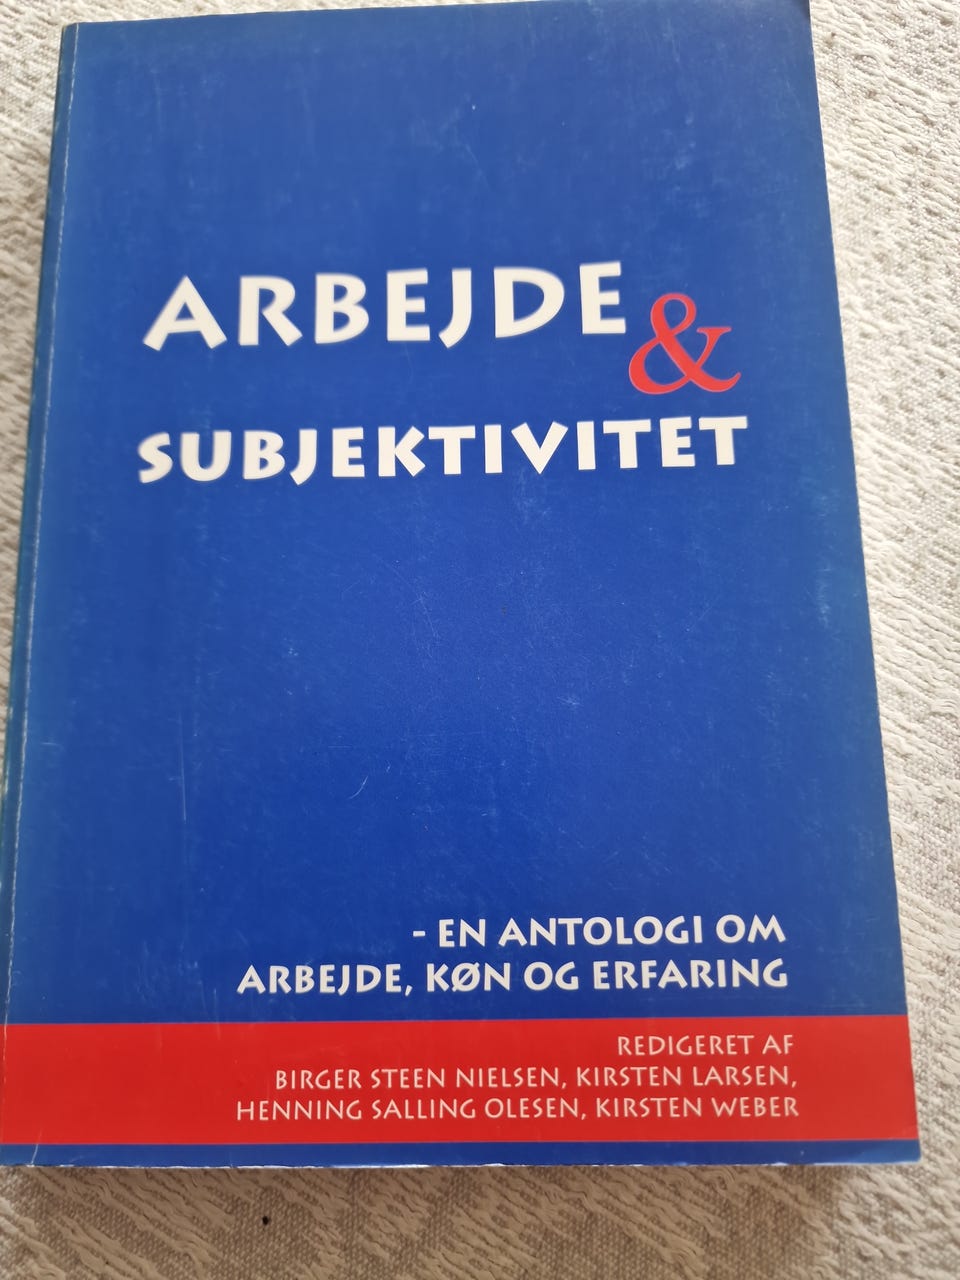 ARBEJDE
&
SUBJEKTIVITET
- EN ANTOLOGI OM
ARBEJDE, KØN OG ERFARING
REDIGERET AF
BIRGER STEEN NIELSEN, KIRSTEN LARSEN,
HENNING SALLING OLESEN, KIRSTEN WEBER